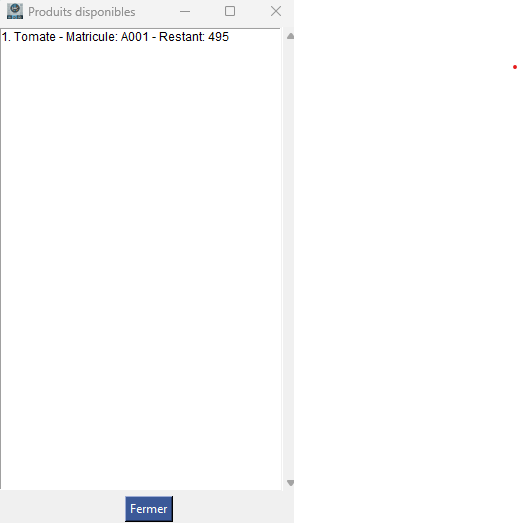 Produits disponibles
1. Tomate - Matricule: A001 - Restant: 495
Fermer